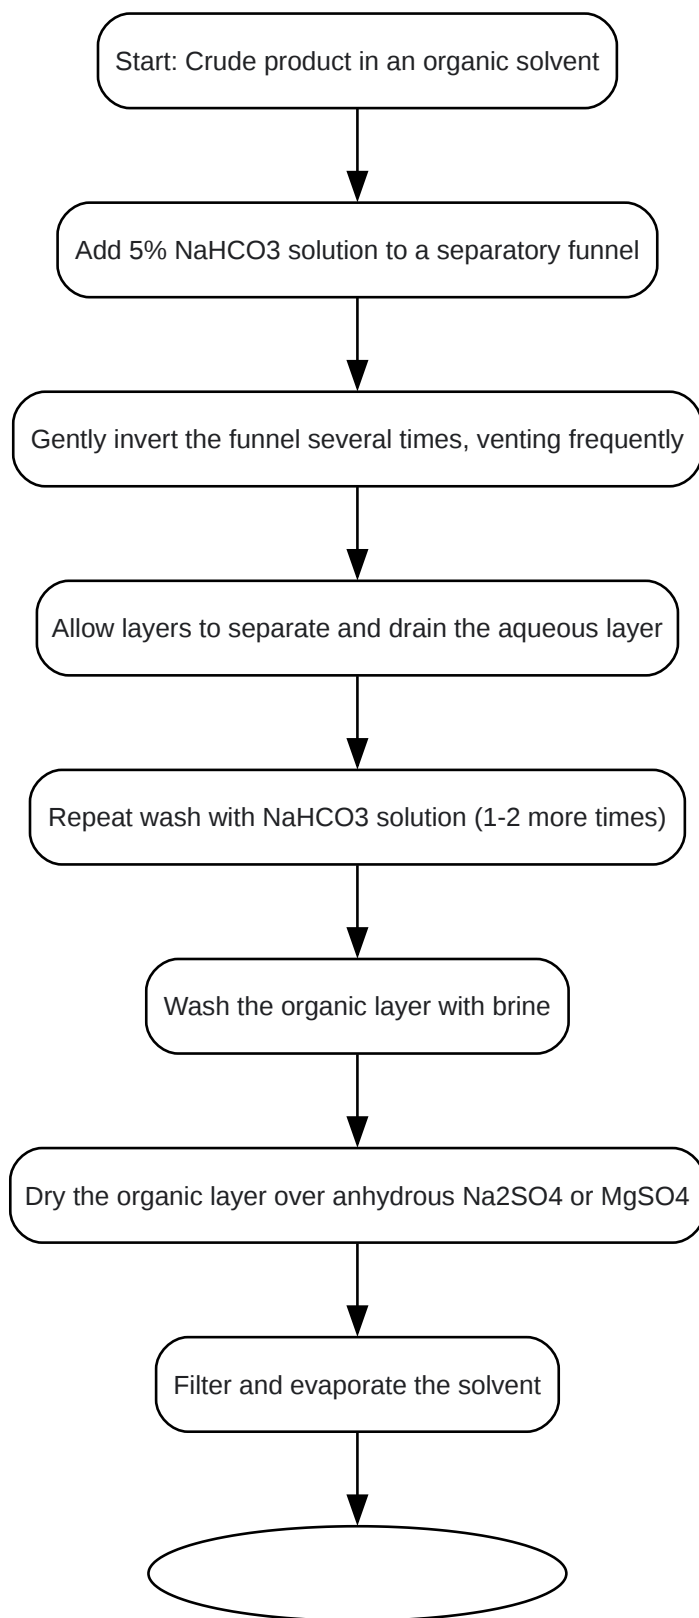 Start: Crude product in an organic solvent
Add 5% NaHCO3 solution to a separatory funnel
Gently invert the funnel several times, venting frequently
Allow layers to separate and drain the aqueous layer
Repeat wash with NaHCO3 solution (1-2 more times)
Wash the organic layer with brine
Dry the organic layer over anhydrous Na2SO4 or MgSO4
Filter and evaporate the solvent